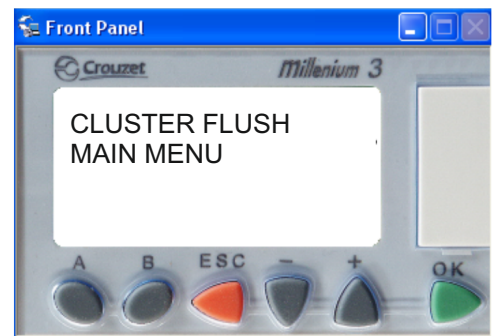 Front Panel
Crouzet Millenium 3
CLUSTER FLUSH
MAIN MENU
A B ESC - + OK